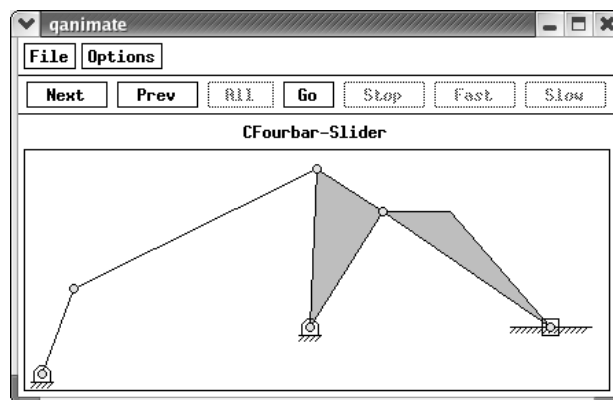 qanimate
File Options
Next Prev All Go Stop Fast Slow
CFourbar-Slider